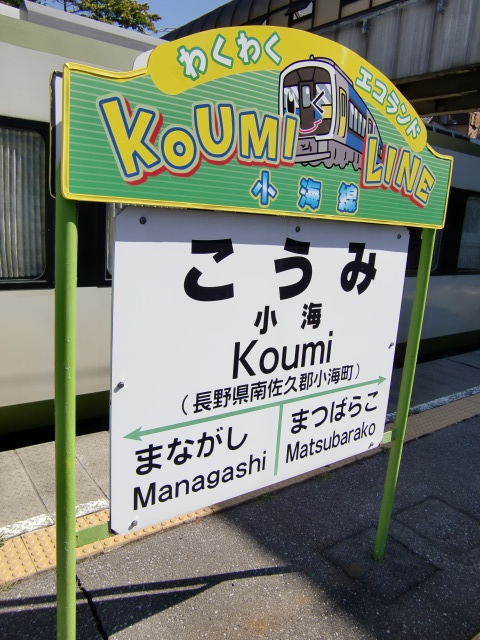 わくわく
エコランド
KOUMI LINE
小海線
こうみ
小海
Koumi
(長野県南佐久郡小海町)
まながし まつばらこ
Managashi Matsubarako